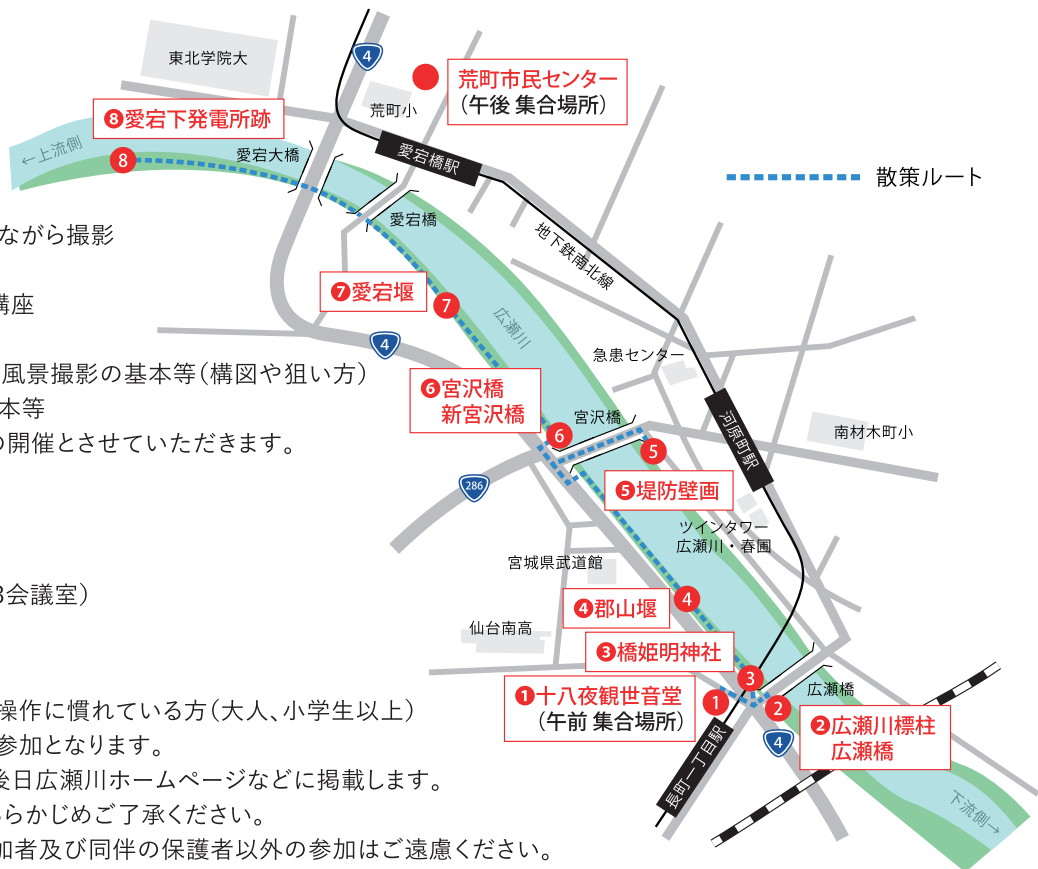 東北学院大
4
荒町小
荒町市民センター
（午後 集合場所）
❽愛宕下発電所跡
←上流側
8
愛宕大橋
愛宕橋駅
散策ルート
愛宕橋
ながら撮影
地下鉄南北線
❼愛宕堰
7
講座
広瀬川
4
急患センター
風景撮影の基本等（構図や狙い方）
❻宮沢橋
新宮沢橋
本等
宮沢橋
河原町駅
南材木町小
の開催とさせていただきます。
6
5
286
❺堤防壁画
ツインタワー
広瀬川・春圃
宮城県武道館
3会議室）
4
❹郡山堰
仙台南高
❸橋姫明神社
3
❶十八夜観世音堂
（午前 集合場所）
1
2
広瀬橋
操作に慣れている方（大人、小学生以上）
❷広瀬川標柱
広瀬橋
4
参加となります。
長町一丁目駅
後日広瀬川ホームページなどに掲載します。
下流側→
らかじめご了承ください。
加者及び同伴の保護者以外の参加はご遠慮ください。